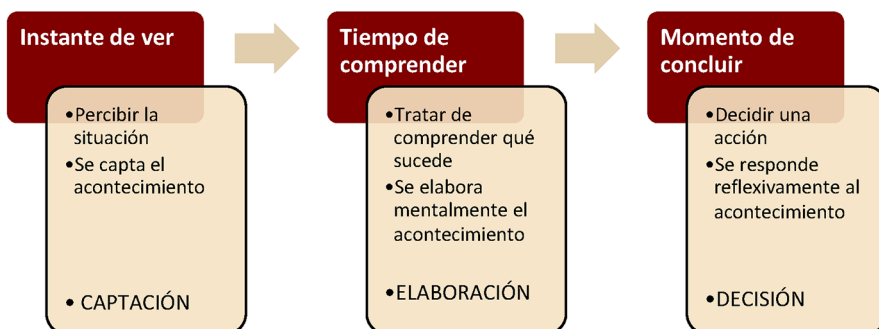 Instante de ver
• Percibir la
situación
• Se capta el
acontecimiento
• CAPTACIÓN
Tiempo de
comprender
• Tratar de
comprender qué
sucede
• Se elabora
mentalmente el
acontecimiento
• ELABORACIÓN
Momento de
concluir
• Decidir una
acción
• Se responde
reflexivamente al
acontecimiento
• DECISIÓN